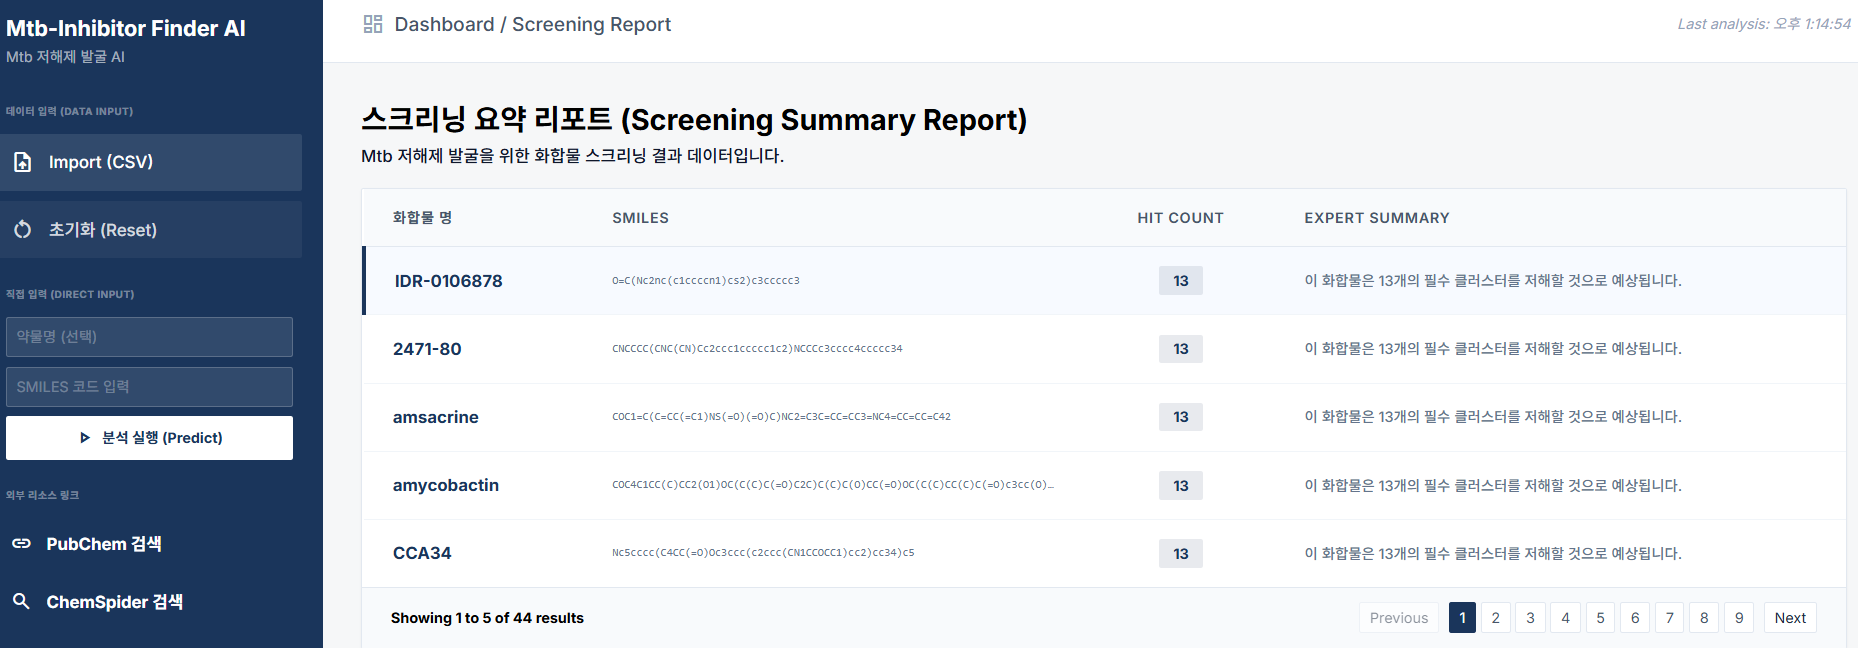 Mtb-Inhibitor Finder AI
Mtb 저해제 발굴 AI
데이터 입력 (DATA INPUT)
Import (CSV)
초기화 (Reset)
직접 입력 (DIRECT INPUT)
약물명 (선택)
SMILES 코드 입력
분석 실행 (Predict)
외부 리소스 링크
PubChem 검색
ChemSpider 검색
Dashboard / Screening Report
Last analysis: 오후 1:14:54
스크리닝 요약 리포트 (Screening Summary Report)
Mtb 저해제 발굴을 위한 화합물 스크리닝 결과 데이터입니다.
화합물 명 SMILES HIT COUNT EXPERT SUMMARY
IDR-0106878 O=C(Nc2nc(c1ccccn1)cs2)c3ccccc3 13 이 화합물은 13개의 필수 클러스터를 저해할 것으로 예상됩니다.
2471-80 CNCCCC(CNC(CN)Cc2ccc1ccccc1c2)NCCCc3cccc4ccccc34 13 이 화합물은 13개의 필수 클러스터를 저해할 것으로 예상됩니다.
amsacrine COC1=C(C=CC(=C1)NS(=O)(=O)C)NC2=C3C=CC=CC3=NC4=CC=CC=C42 13 이 화합물은 13개의 필수 클러스터를 저해할 것으로 예상됩니다.
amycobactin COC4C1CC(C)CC2(O1)OC(C(C)C(=O)C2C)C(C)C(O)CC(=O)OC(C(C)CC(C)C(=O)c3cc(O)… 13 이 화합물은 13개의 필수 클러스터를 저해할 것으로 예상됩니다.
CCA34 Nc5cccc(C4CC(=O)Oc3ccc(c2ccc(CN1CCOCC1)cc2)cc34)c5 13 이 화합물은 13개의 필수 클러스터를 저해할 것으로 예상됩니다.
Showing 1 to 5 of 44 results
Previous 1 2 3 4 5 6 7 8 9 Next